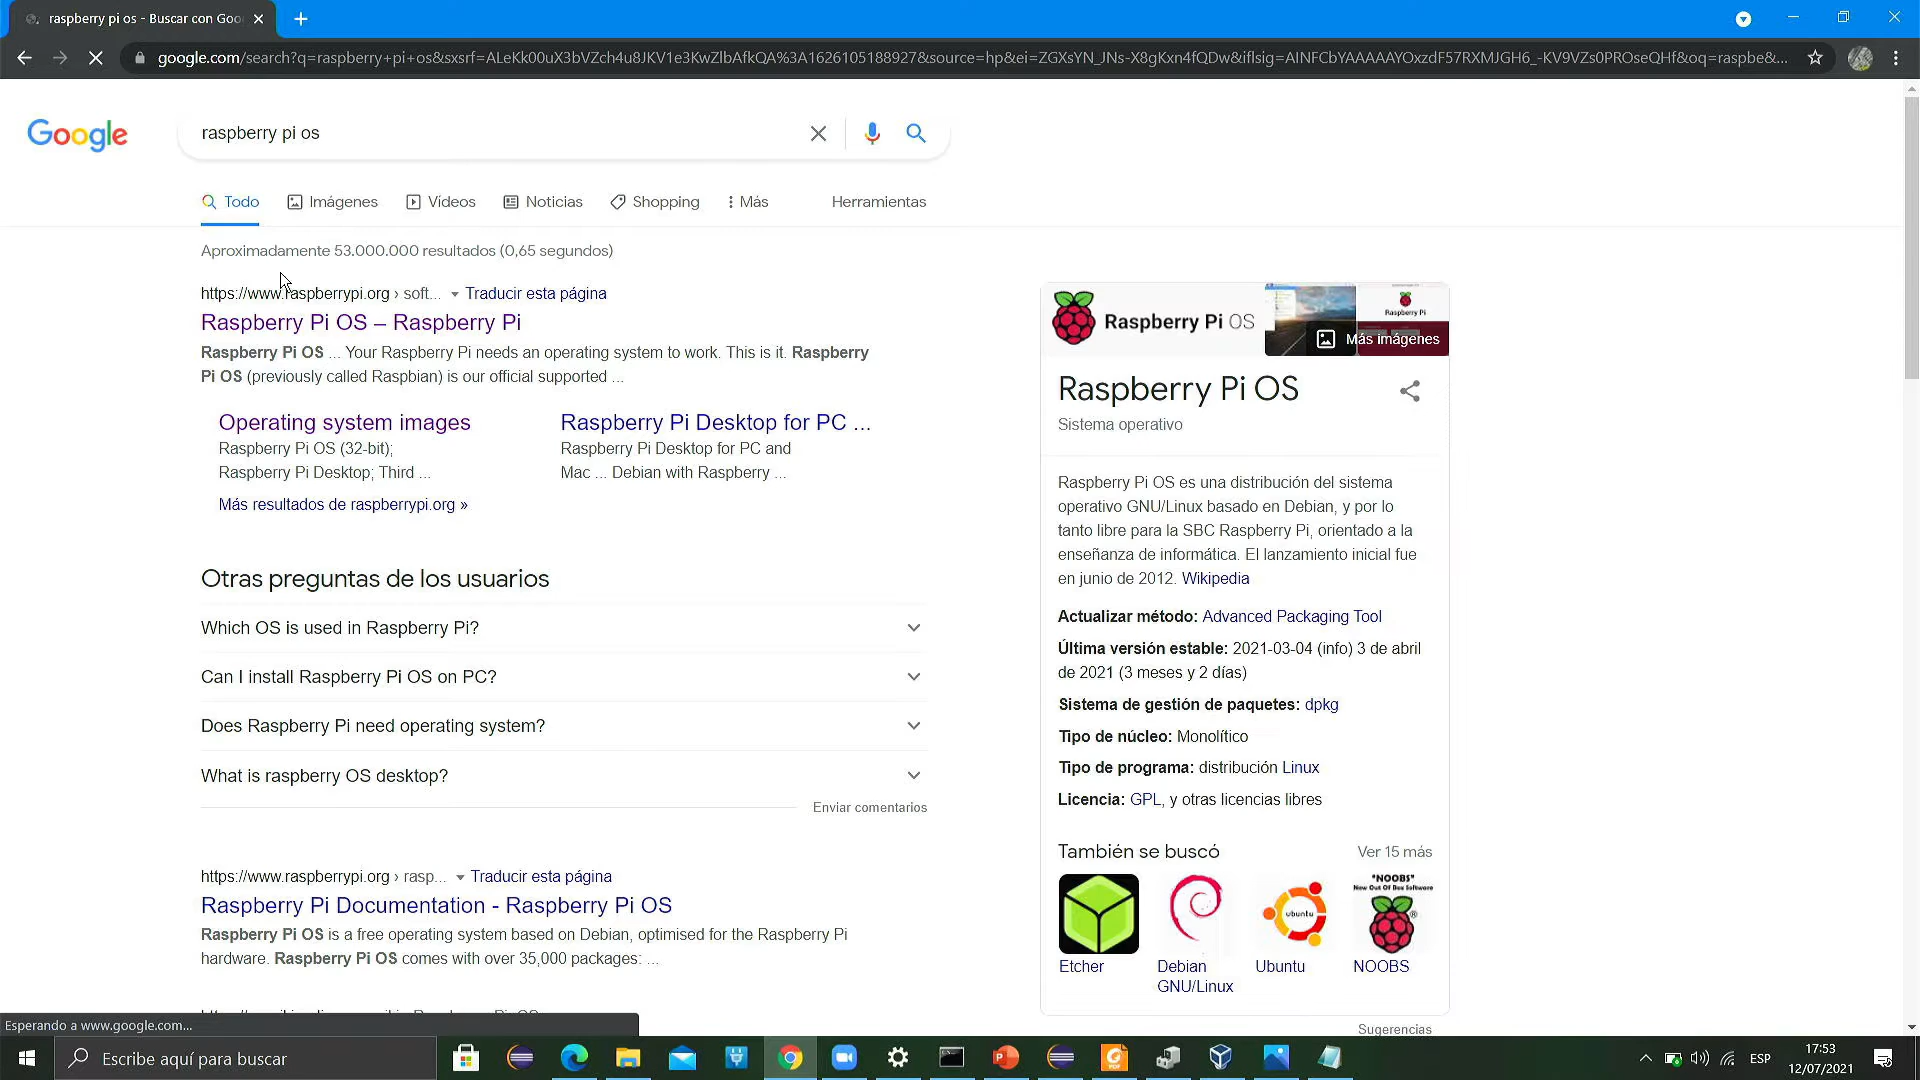 raspberry pi os - Buscar con Goo
google.com/search?q=raspberry+pi+os&sxsrf=ALeKk00uX3bVZch4u8JKV1e3KwZlbAfkQA%3A1626105188927&source=hp&ei=ZGXsYN_JNs-X8gKxn4fQDw&iflsig=AINFCbYAAAAAYOxzdF57RXMJGH6_-KV9VZs0PROseQHf&oq=raspbe&...
Google
raspberry pi os
Todo
Imágenes
Vídeos
Noticias
Shopping
Más
Herramientas
Aproximadamente 53.000.000 resultados (0,65 segundos)
https://www.raspberrypi.org › soft... Traducir esta página
Raspberry Pi OS – Raspberry Pi
Raspberry Pi OS ... Your Raspberry Pi needs an operating system to work. This is it. Raspberry
Pi OS (previously called Raspbian) is our official supported ...
Operating system images
Raspberry Pi OS (32-bit);
Raspberry Pi Desktop; Third ...
Raspberry Pi Desktop for PC ...
Raspberry Pi Desktop for PC and
Mac ... Debian with Raspberry ...
Más resultados de raspberrypi.org »
Otras preguntas de los usuarios
Which OS is used in Raspberry Pi?
Can I install Raspberry Pi OS on PC?
Does Raspberry Pi need operating system?
What is raspberry OS desktop?
Enviar comentarios
https://www.raspberrypi.org › rasp... Traducir esta página
Raspberry Pi Documentation - Raspberry Pi OS
Raspberry Pi OS is a free operating system based on Debian, optimised for the Raspberry Pi
hardware. Raspberry Pi OS comes with over 35,000 packages: ...
Raspberry Pi OS
Raspberry Pi
Más imágenes
Raspberry Pi OS
Sistema operativo
Raspberry Pi OS es una distribución del sistema
operativo GNU/Linux basado en Debian, y por lo
tanto libre para la SBC Raspberry Pi, orientado a la
enseñanza de informática. El lanzamiento inicial fue
en junio de 2012. Wikipedia
Actualizar método: Advanced Packaging Tool
Última versión estable: 2021-03-04 (info) 3 de abril
de 2021 (3 meses y 2 días)
Sistema de gestión de paquetes: dpkg
Tipo de núcleo: Monolítico
Tipo de programa: distribución Linux
Licencia: GPL, y otras licencias libres
También se buscó
Ver 15 más
ubuntu
"NOOBS"
New Out Of Box Software
Etcher
Debian
GNU/Linux
Ubuntu
NOOBS
Sugerencias
Esperando a www.google.com...
Escribe aquí para buscar
PDF
ESP
17:53
12/07/2021